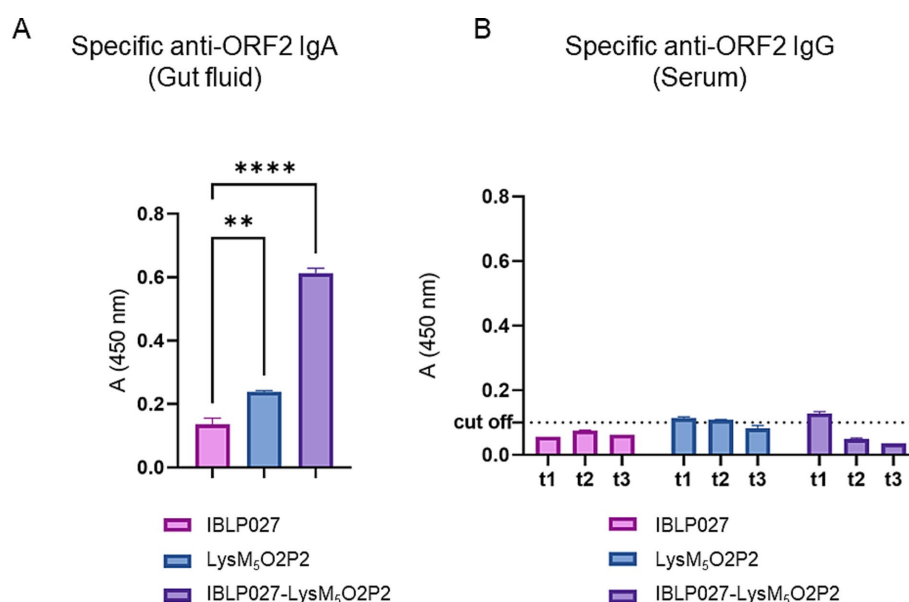 A
Specific anti-ORF2 IgA
(Gut fluid)
****
**
0.8
0.6
0.4
0.2
0.0
A (450 nm)
IBLP027
LysM₅O2P2
IBLP027-LysM₅O2P2
B
Specific anti-ORF2 IgG
(Serum)
0.8
0.6
0.4
0.2
cut off
0.0
A (450 nm)
t1 t2 t3 t1 t2 t3 t1 t2 t3
IBLP027
LysM₅O2P2
IBLP027-LysM₅O2P2